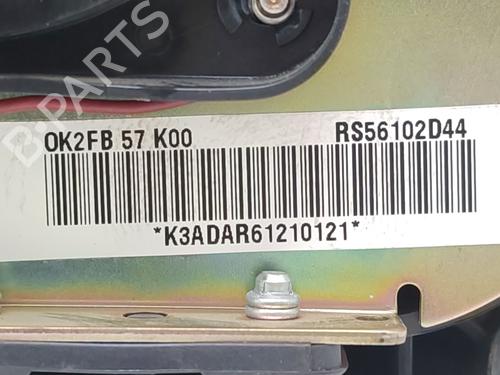 B-PARTS
OK2FB 57 K00 RS56102D44
*K3ADAR61210121*